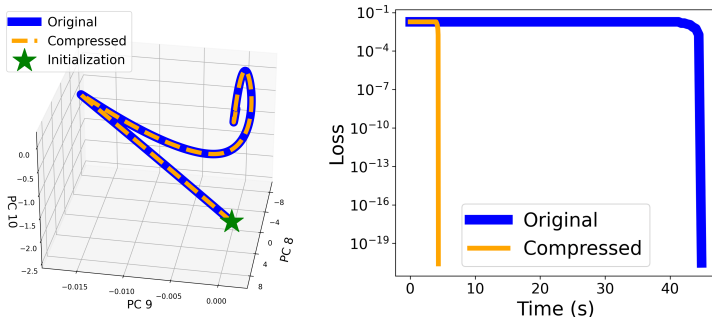 Original
Compressed
Initialization
0.0
−0.5
−1.0
−1.5
−2.0
−2.5
PC 10
−0.015
−0.010
−0.005
0.000
PC 9
−8
−4
0
4
8
PC 8
10⁻¹
10⁻⁴
10⁻⁷
10⁻¹⁰
10⁻¹³
10⁻¹⁶
10⁻¹⁹
Loss
Original
Compressed
0
10
20
30
40
Time (s)